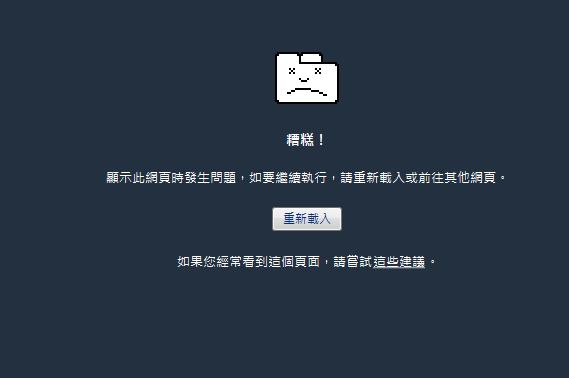 糟糕！
顯示此網頁時發生問題，如要繼續執行，請重新載入或前往其他網頁。
重新載入
如果您經常看到這個頁面，請嘗試這些建議。